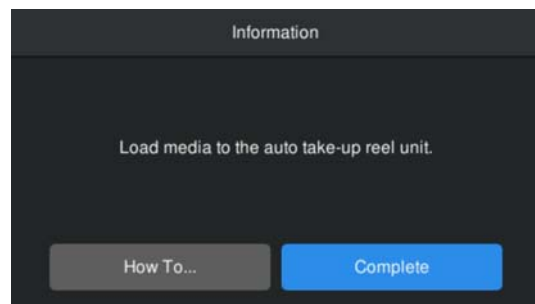 Information
Load media to the auto take-up reel unit.
How To...
Complete